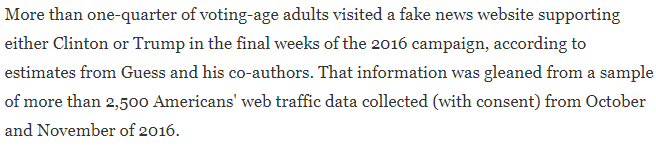 More than one-quarter of voting-age adults visited a fake news website supporting
either Clinton or Trump in the final weeks of the 2016 campaign, according to
estimates from Guess and his co-authors. That information was gleaned from a sample
of more than 2,500 Americans' web traffic data collected (with consent) from October
and November of 2016.